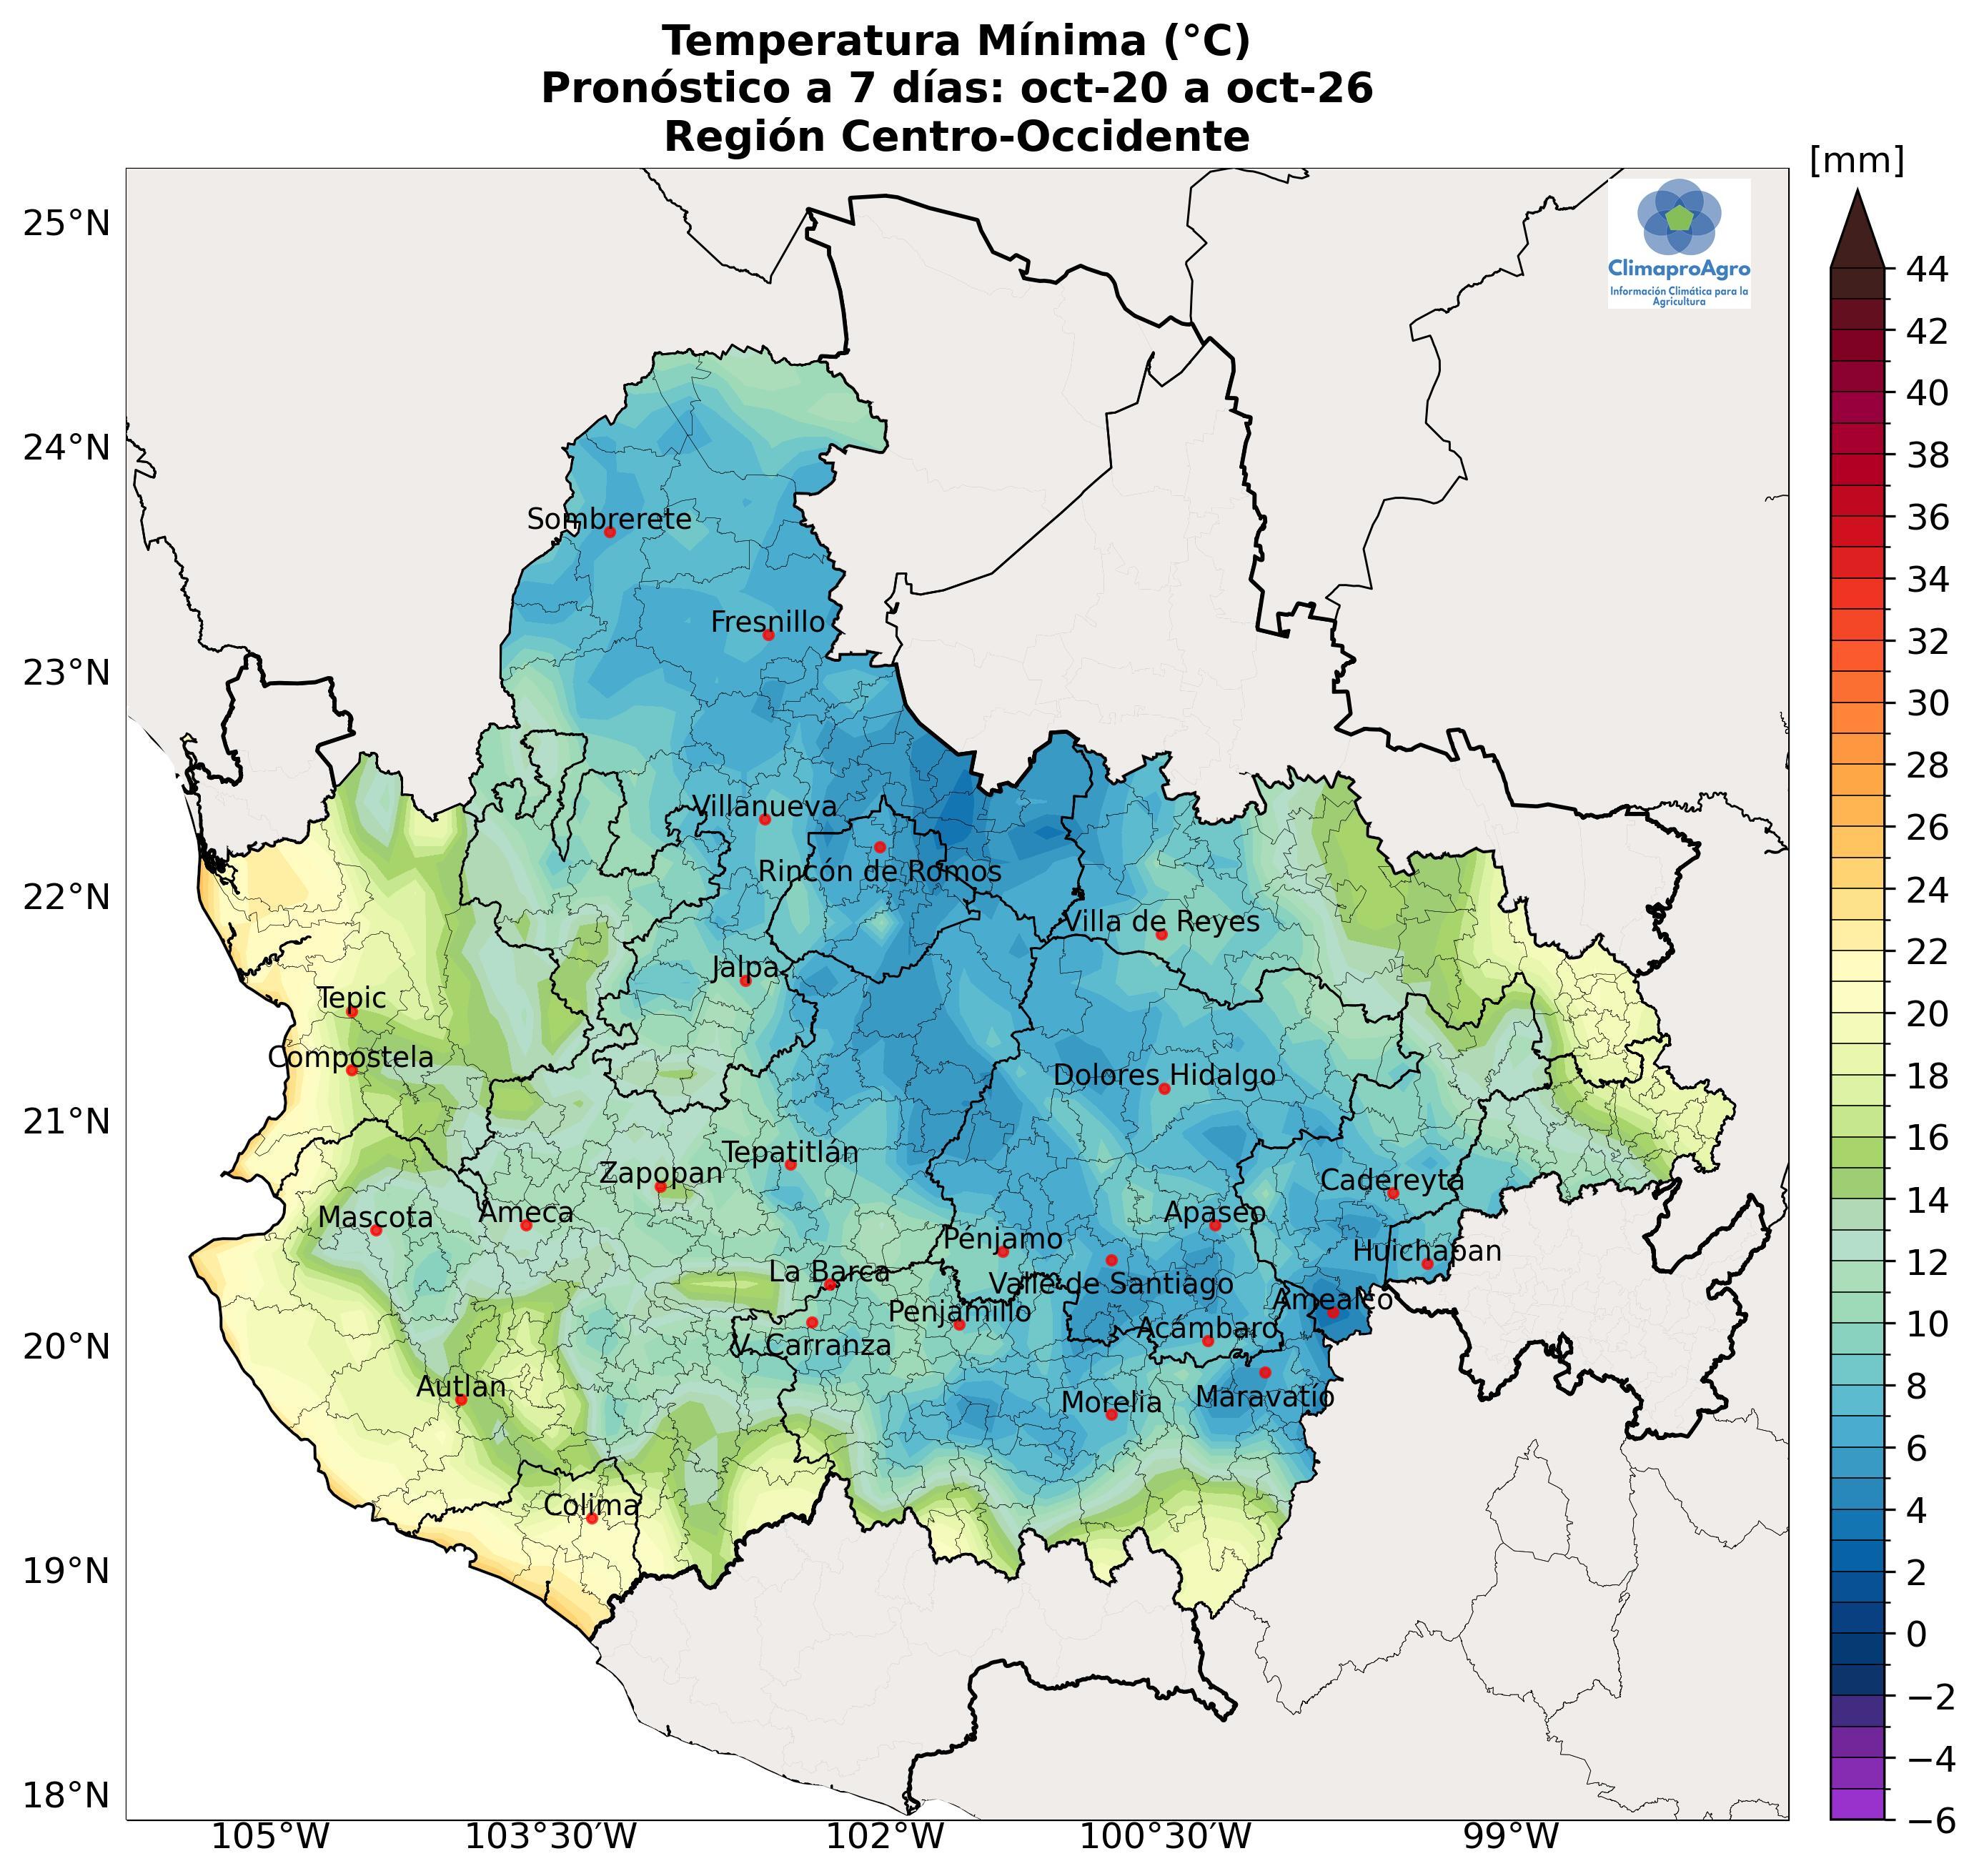 Temperatura Mínima (°C)
Pronóstico a 7 días: oct-20 a oct-26
Región Centro-Occidente
[mm]
ClimaproAgro
Información Climática para la
Agricultura
25°N
24°N
23°N
22°N
21°N
20°N
19°N
18°N
Sombrerete
Fresnillo
Villanueva
Rincón de Romos
Villa de Reyes
Jalpa
Tepic
Compostela
Dolores Hidalgo
Tepatitlán
Zapopan
Cadereyta
Mascota
Ameca
Apaseo
Pénjamo
Huichapan
La Barca
Valle de Santiago
Amealco
Penjamillo
Acámbaro
V. Carranza
Autlan
Morelia
Maravatío
Colima
105°W
103°30'W
102°W
100°30'W
99°W
44
42
40
38
36
34
32
30
28
26
24
22
20
18
16
14
12
10
8
6
4
2
0
−2
−4
−6